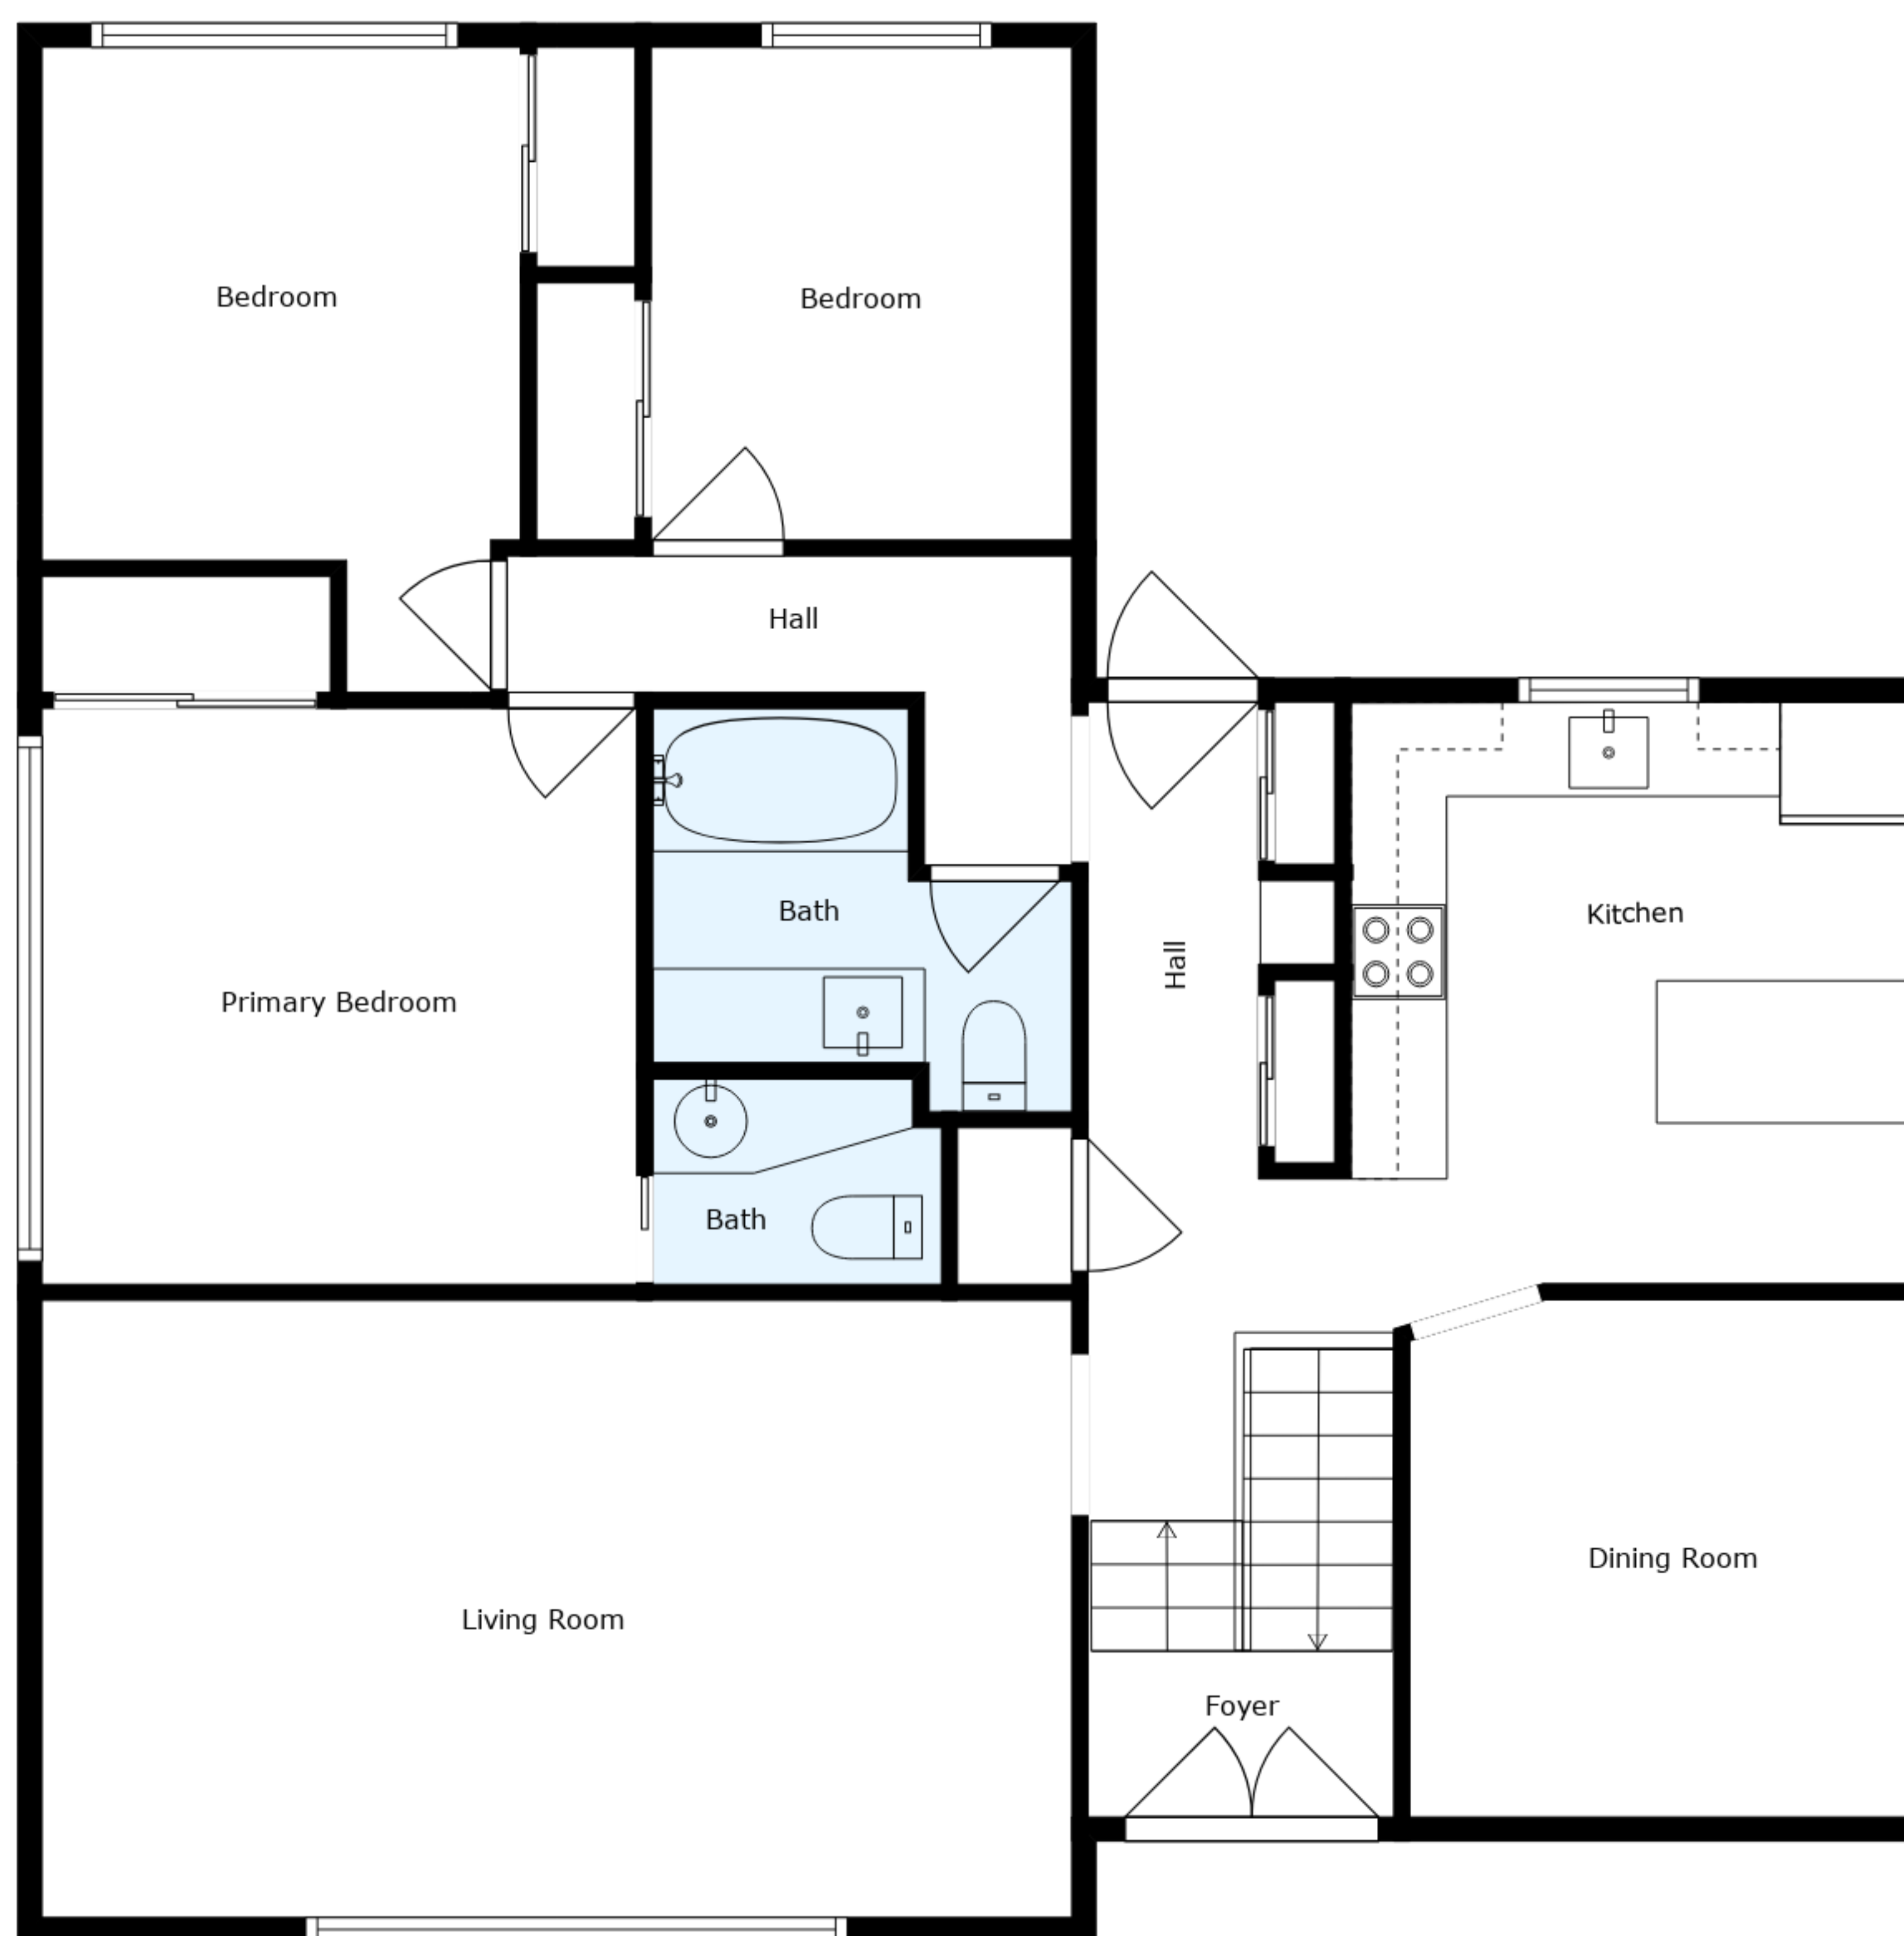 Bedroom
Bedroom
Hall
Bath
Kitchen
Hall
Primary Bedroom
Bath
Dining Room
Living Room
Foyer